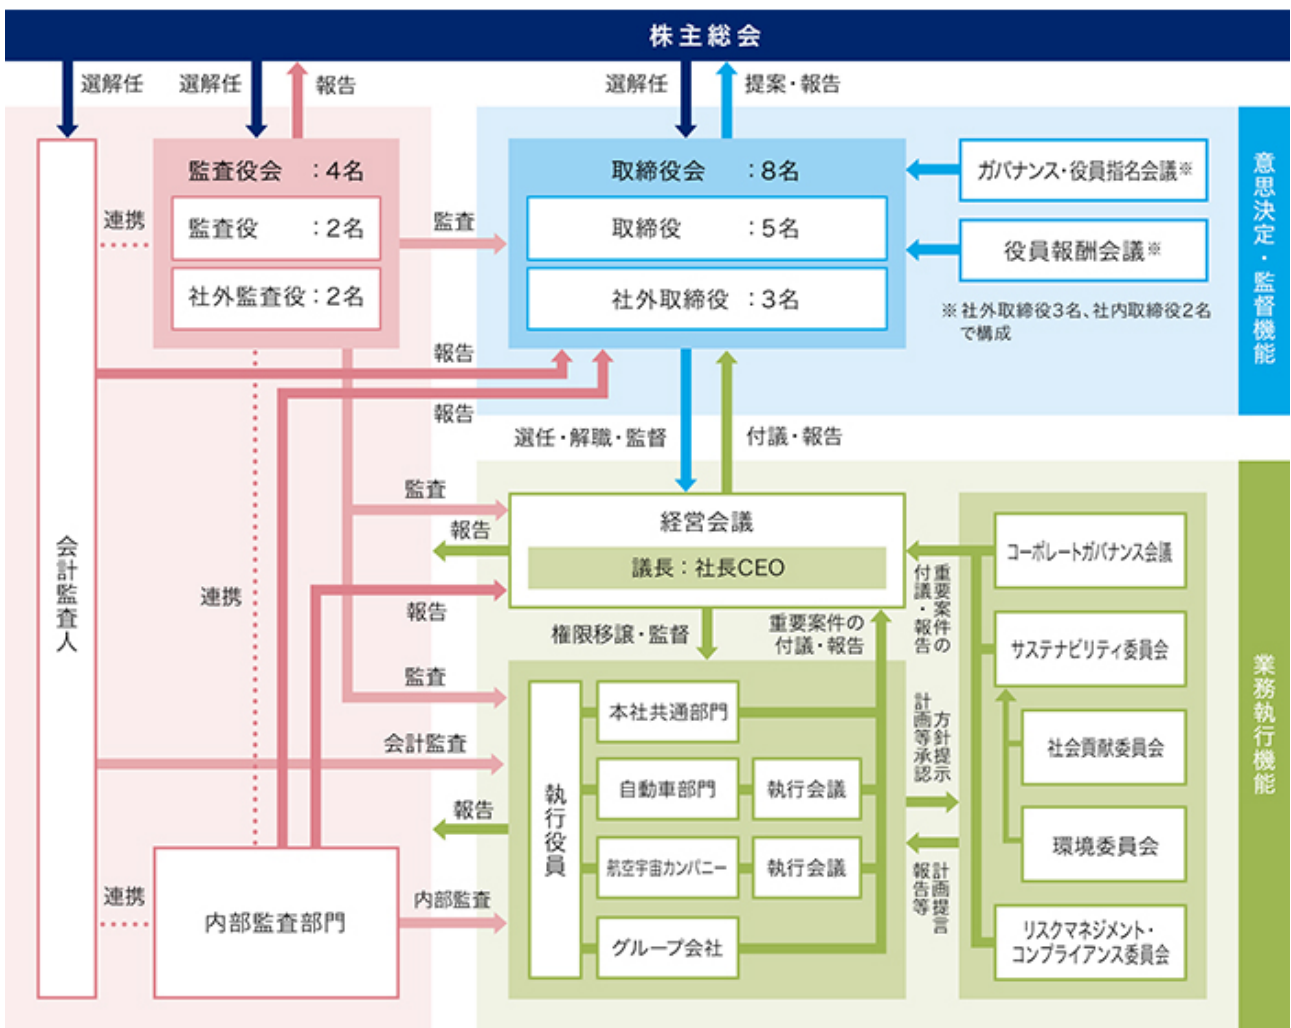 株主総会
選解任
選解任
報告
選解任
提案・報告
監査役会 ：4名
監査役 ：2名
社外監査役：2名
連携
監査
取締役会 ：8名
取締役 ：5名
社外取締役 ：3名
ガバナンス・役員指名会議※
役員報酬会議※
※社外取締役3名、社内取締役2名
で構成
意思決定・監督機能
報告
報告
選任・解職・監督
付議・報告
会計監査人
連携
監査
報告
経営会議
議長：社長CEO
報告
権限移譲・監督
重要案件の
付議・報告
重要案件の
付議・報告
コーポレートガバナンス会議
サステナビリティ委員会
社会貢献委員会
環境委員会
リスクマネジメント・
コンプライアンス委員会
業務執行機能
監査
会計監査
報告
執行役員
本社共通部門
自動車部門
執行会議
航空宇宙カンパニー
執行会議
グループ会社
方針提示
計画等承認
計画提言
報告等
連携
内部監査部門
内部監査